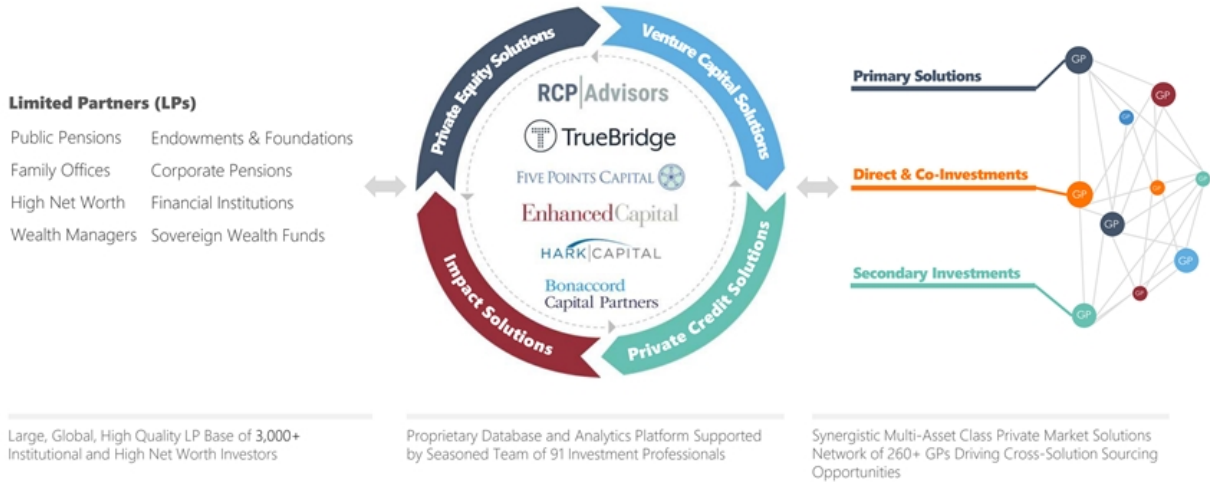 Limited Partners (LPs)
Public Pensions
Endowments & Foundations
Family Offices
Corporate Pensions
High Net Worth
Financial Institutions
Wealth Managers
Sovereign Wealth Funds
Large, Global, High Quality LP Base of 3,000+
Institutional and High Net Worth Investors
Private Equity Solutions
Venture Capital Solutions
Private Credit Solutions
Impact Solutions
RCP|Advisors
TrueBridge
FIVE POINTS CAPITAL
EnhancedCapital
HARK|CAPITAL
Bonaccord
Capital Partners
Proprietary Database and Analytics Platform Supported
by Seasoned Team of 91 Investment Professionals
Primary Solutions
Direct & Co-Investments
Secondary Investments
GP
GP
GP
GP
GP
GP
GP
GP
GP
GP
Synergistic Multi-Asset Class Private Market Solutions
Network of 260+ GPs Driving Cross-Solution Sourcing
Opportunities